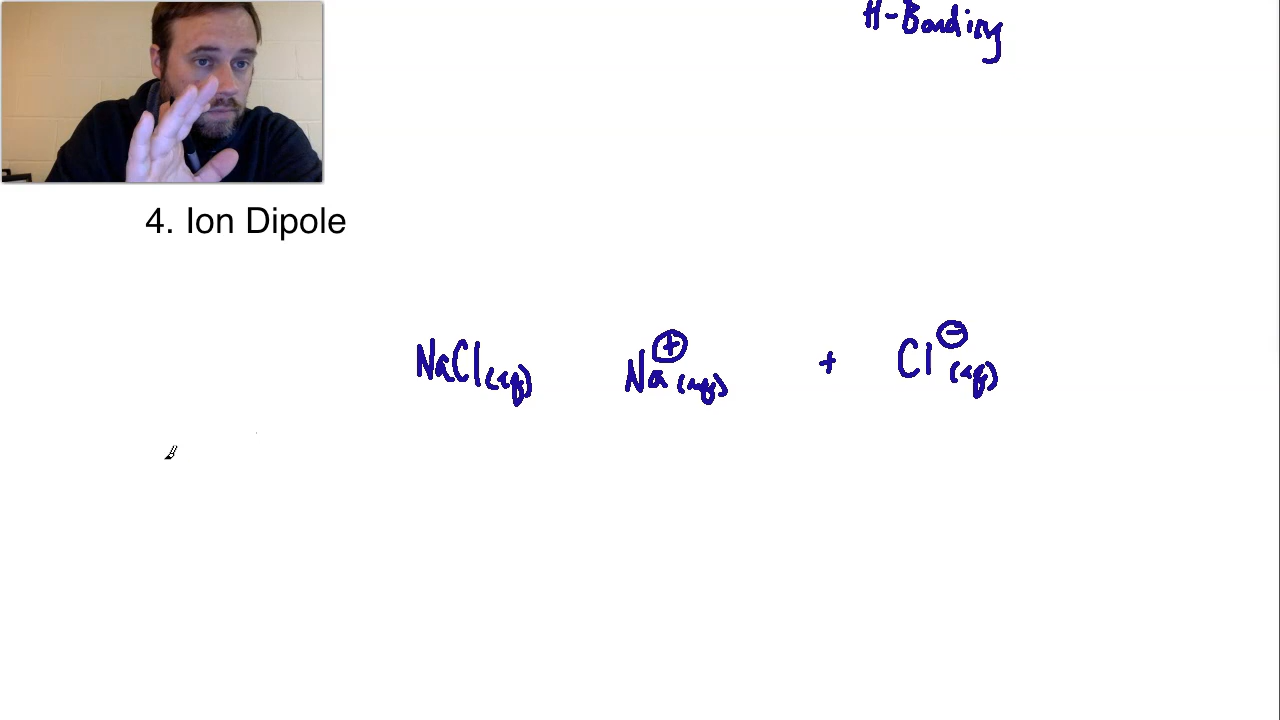 H-Bonding
4. Ion Dipole
NaCl(aq) Na⊕(aq) + Cl⊖(aq)